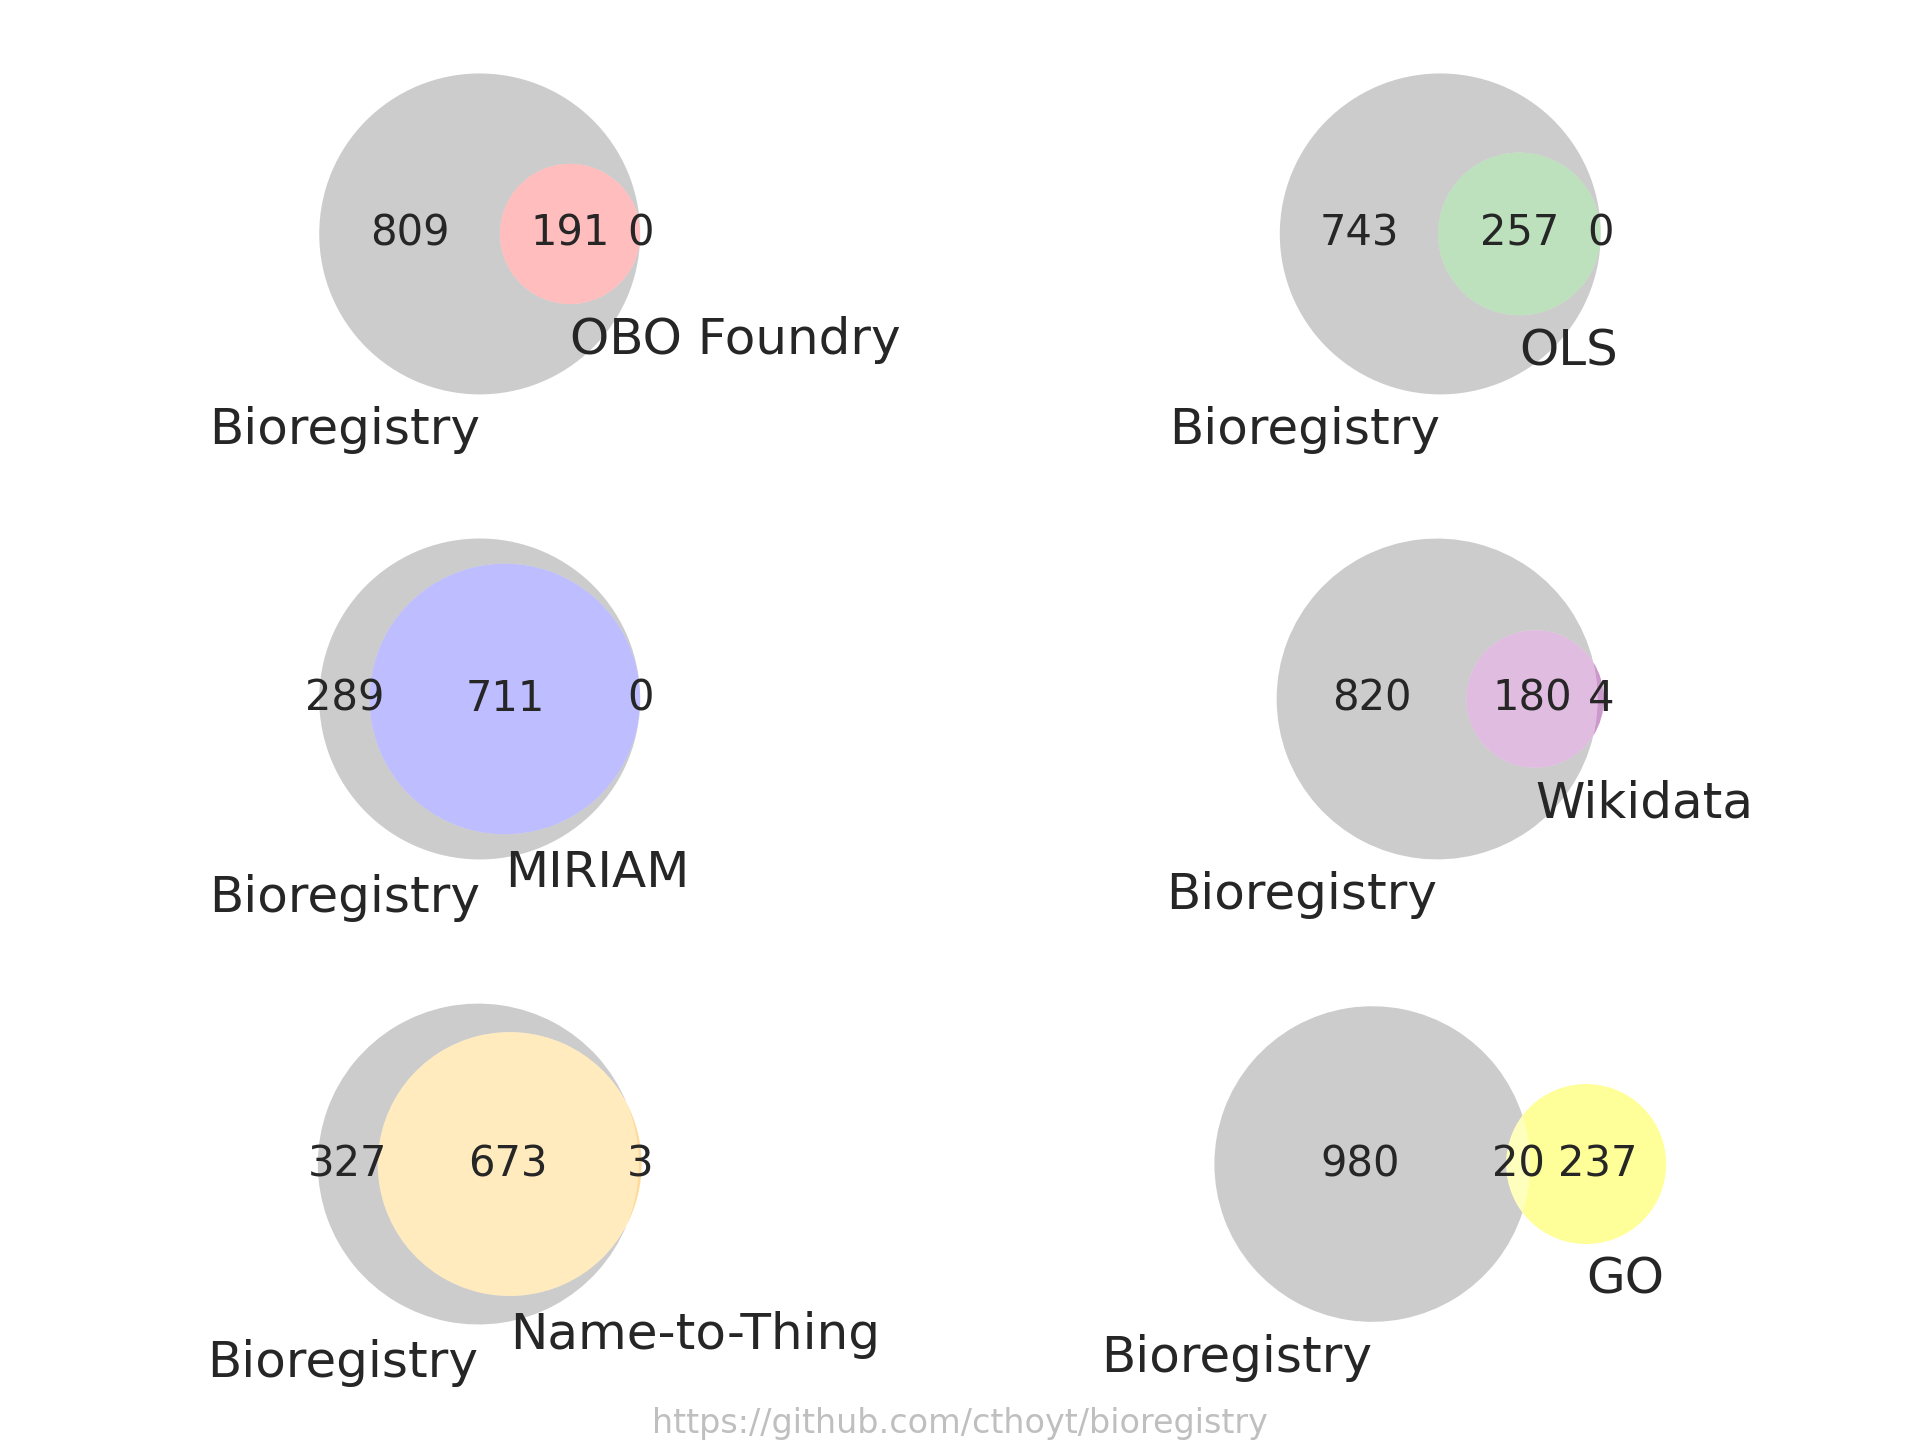 809 191 0
OBO Foundry
Bioregistry
743 257 0
OLS
Bioregistry
289 711 0
MIRIAM
Bioregistry
820 180 4
Wikidata
Bioregistry
327 673 3
Name-to-Thing
Bioregistry
980 20 237
GO
Bioregistry
https://github.com/cthoyt/bioregistry